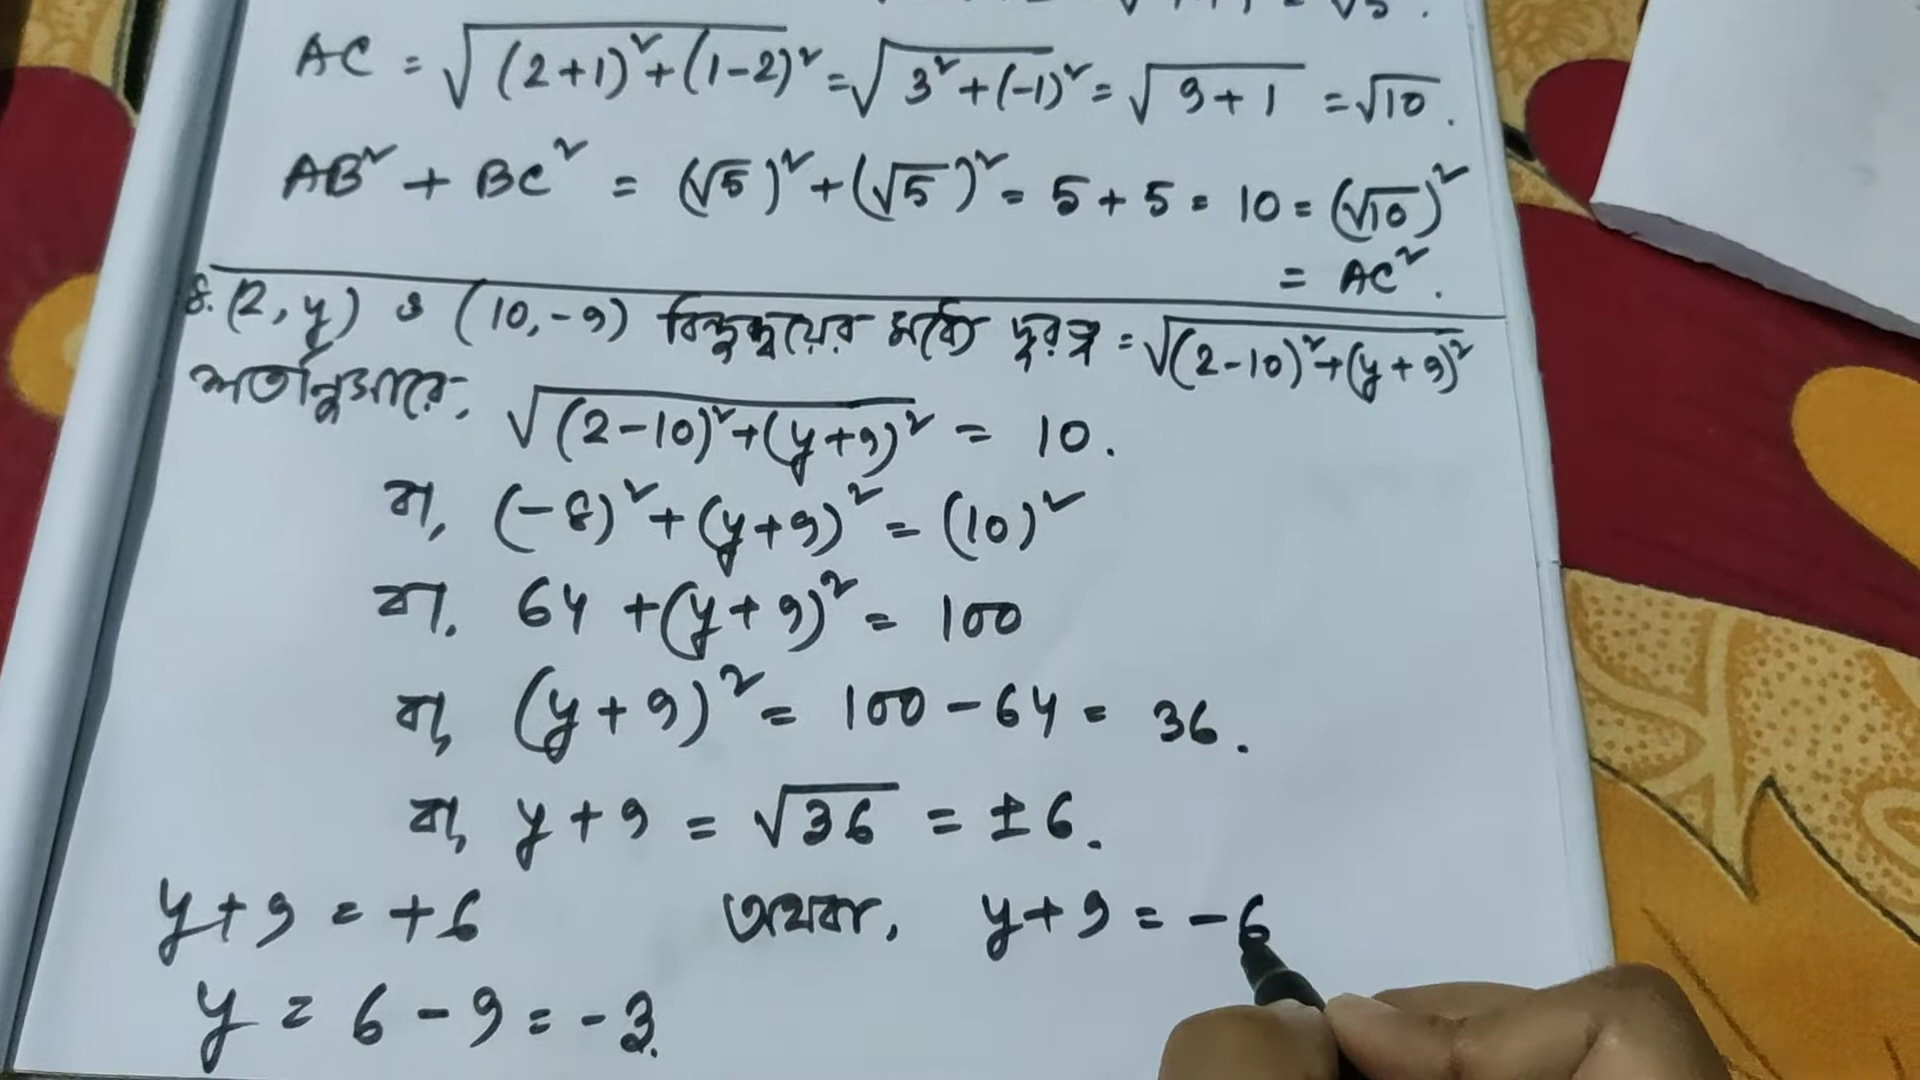 = √5.
AC = √(2+1)² + (1-2)² = √3² + (-1)² = √9+1 = √10.
AB² + BC² = (√5)² + (√5)² = 5 + 5 = 10 = (√10)²
= AC².
8. (2, y) ও (10, -9) বিন্দুদ্বয়ের মধ্যে দূরত্ব = √(2-10)² + (y+9)²
শর্তানুসারে, √(2-10)² + (y+9)² = 10.
বা, (-8)² + (y+9)² = (10)²
বা, 64 + (y+9)² = 100
বা, (y+9)² = 100 - 64 = 36.
বা, y+9 = √36 = ±6.
y+9 = +6 অথবা, y+9 = -6
y = 6 - 9 = -3.